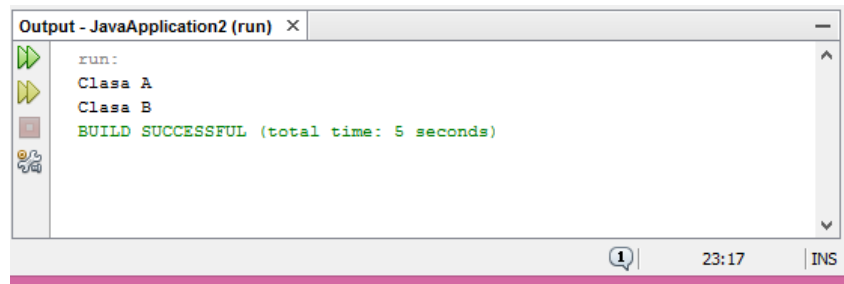 Output - JavaApplication2 (run) ×
run:
Clasa A
Clasa B
BUILD SUCCESSFUL (total time: 5 seconds)
1 23:17 INS